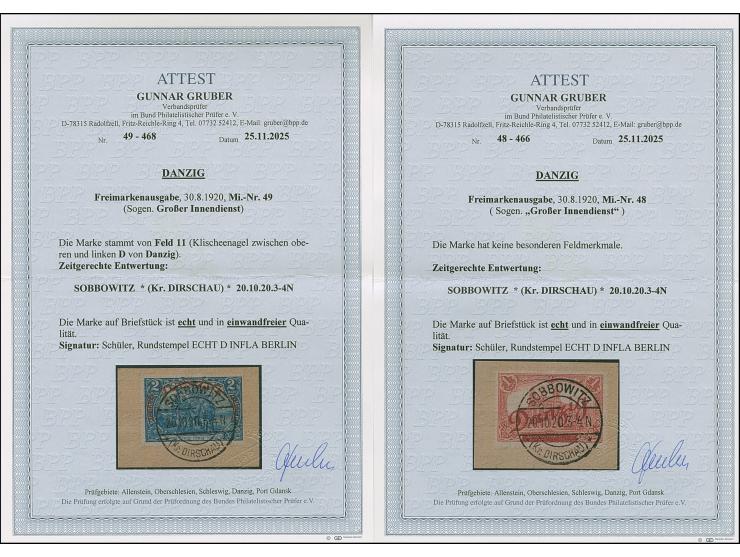 ATTEST
GUNNAR GRUBER
Verbandsprüfer
im Bund Philatelistischer Prüfer e. V.
D-78315 Radolfzell, Fritz-Reichle-Ring 4, Tel. 07732 52412, E-Mail: gruber@bpp.de
Nr. 49 - 468 Datum 25.11.2025
DANZIG
Freimarkenausgabe, 30.8.1920, Mi.-Nr. 49
(Sogen. Großer Innendienst)
Die Marke stammt von Feld 11 (Klischeenagel zwischen obe-
ren und linken D von Danzig).
Zeitgerechte Entwertung:
SOBBOWITZ * (Kr. DIRSCHAU) * 20.10.20.3-4N
Die Marke auf Briefstück ist echt und in einwandfreier Qua-
lität.
Signatur: Schüler, Rundstempel ECHT D INFLA BERLIN
2 2
SOBBOWITZ
(Kr. DIRSCHAU)
Prüfgebiete: Allenstein, Oberschlesien, Schleswig, Danzig, Port Gdansk
Die Prüfung erfolgte auf Grund der Prüfordnung des Bundes Philatelistischer Prüfer e.V.
ATTEST
GUNNAR GRUBER
Verbandsprüfer
im Bund Philatelistischer Prüfer e. V.
D-78315 Radolfzell, Fritz-Reichle-Ring 4, Tel. 07732 52412, E-Mail: gruber@bpp.de
Nr. 48 - 466 Datum 25.11.2025
DANZIG
Freimarkenausgabe, 30.8.1920, Mi.-Nr. 48
( Sogen. „Großer Innendienst“ )
Die Marke hat keine besonderen Feldmerkmale.
Zeitgerechte Entwertung:
SOBBOWITZ * (Kr. DIRSCHAU) * 20.10.20.3-4N
Die Marke auf Briefstück ist echt und in einwandfreier Qua-
lität.
Signatur: Schüler, Rundstempel ECHT D INFLA BERLIN
SOBBOWITZ
Danzig
20.10.20.3-4N
(Kr. DIRSCHAU)
Prüfgebiete: Allenstein, Oberschlesien, Schleswig, Danzig, Port Gdansk
Die Prüfung erfolgte auf Grund der Prüfordnung des Bundes Philatelistischer Prüfer e.V.